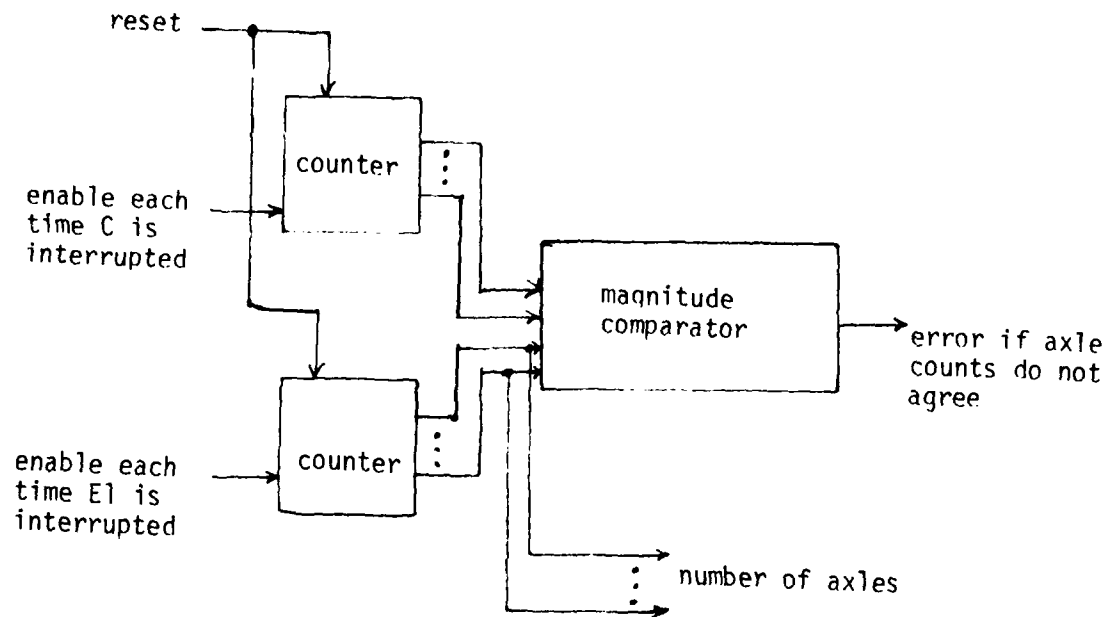 reset
counter
enable each
time C is
interrupted
magnitude
comparator
error if axle
counts do not
agree
counter
enable each
time E1 is
interrupted
number of axles